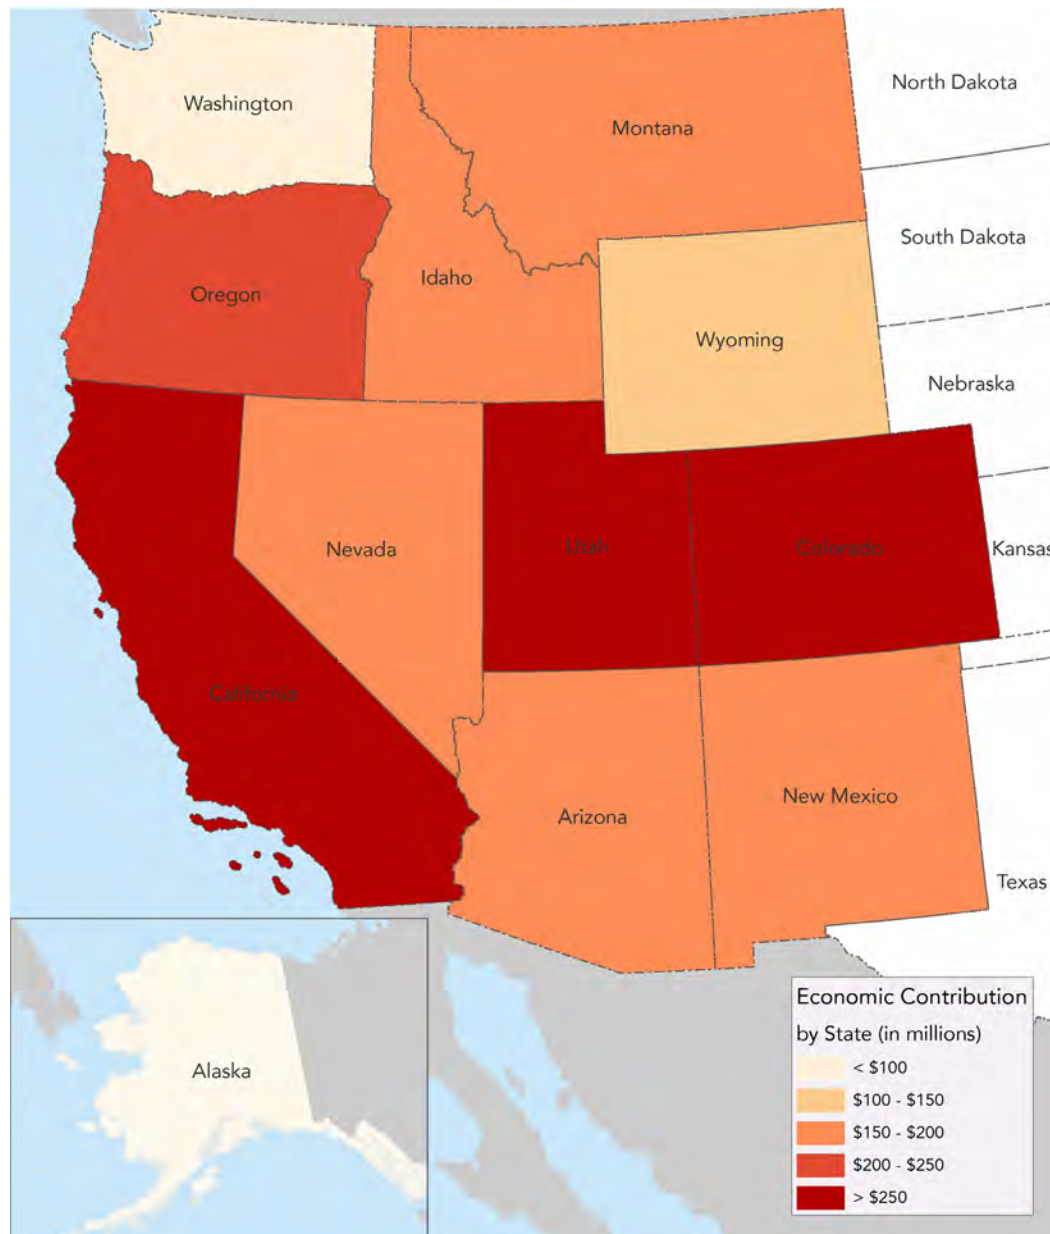 Washington
North Dakota
Montana
South Dakota
Idaho
Oregon
Wyoming
Nebraska
Nevada
Utah
Colorado
Kansas
California
New Mexico
Arizona
Texas
Alaska
Economic Contribution
by State (in millions)
< $100
$100 - $150
$150 - $200
$200 - $250
> $250